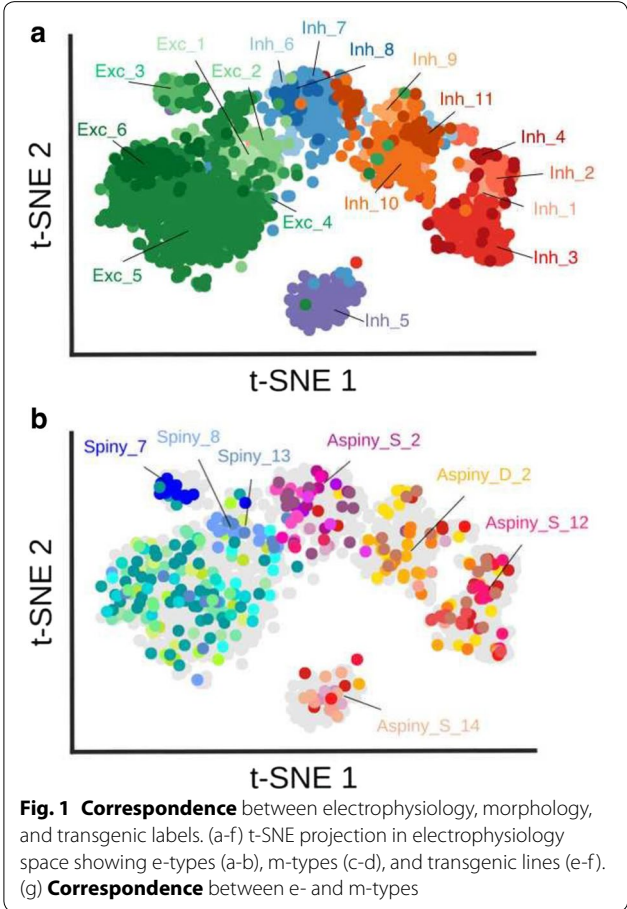 a
Exc_1
Inh_6
Inh_7
Inh_8
Exc_3
Exc_2
Inh_9
Inh_11
Exc_6
Inh_4
Inh_2
Inh_10
Inh_1
Exc_4
Exc_5
Inh_3
Inh_5
t-SNE 2
t-SNE 1
b
Spiny_7
Spiny_8
Spiny_13
Aspiny_S_2
Aspiny_D_2
Aspiny_S_12
Aspiny_S_14
t-SNE 2
t-SNE 1
Fig. 1 Correspondence between electrophysiology, morphology,
and transgenic labels. (a-f) t-SNE projection in electrophysiology
space showing e-types (a-b), m-types (c-d), and transgenic lines (e-f).
(g) Correspondence between e- and m-types